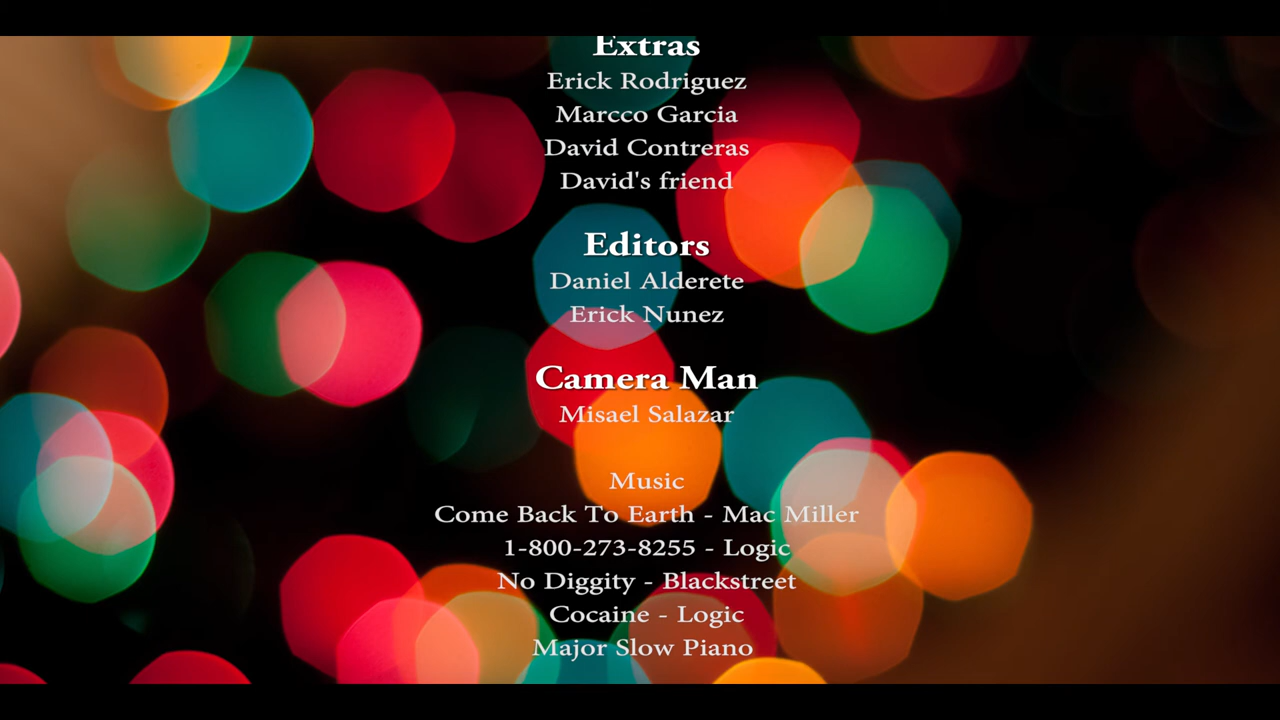 Extras
Erick Rodriguez
Marcco Garcia
David Contreras
David's friend
Editors
Daniel Alderete
Erick Nunez
Camera Man
Misael Salazar
Music
Come Back To Earth - Mac Miller
1-800-273-8255 - Logic
No Diggity - Blackstreet
Cocaine - Logic
Major Slow Piano